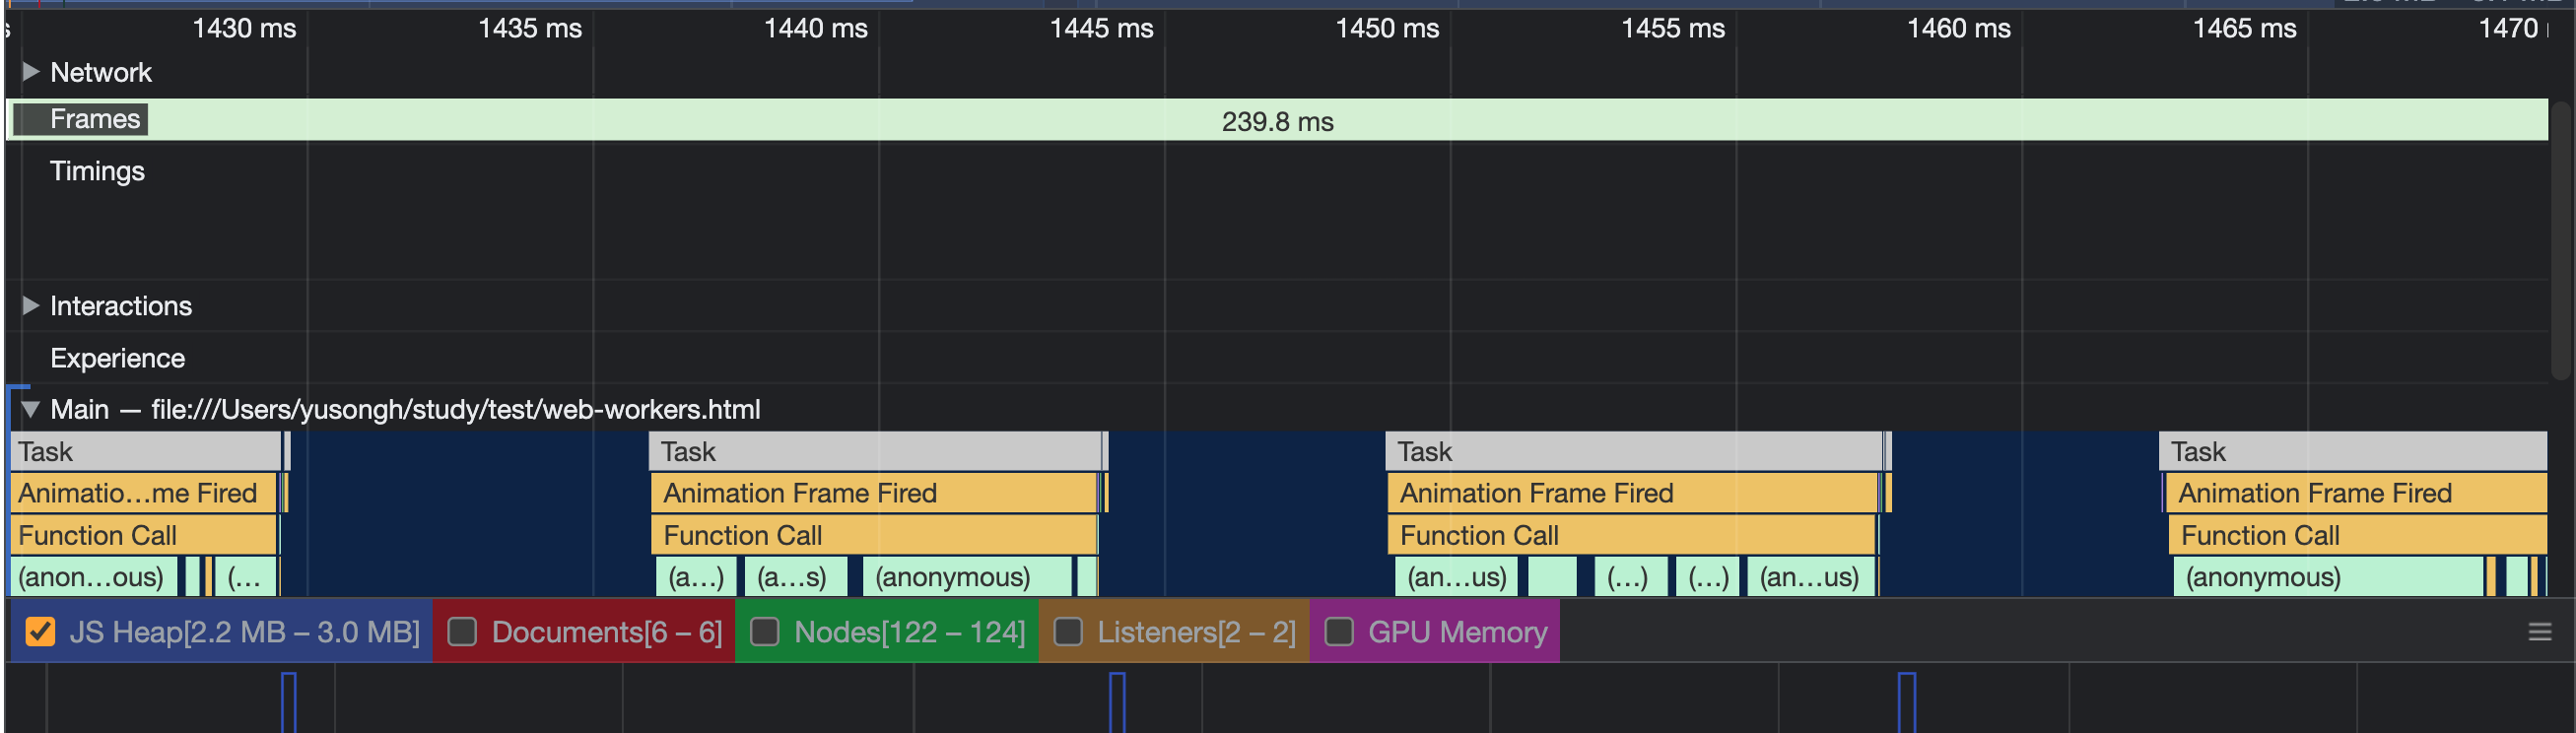 1430 ms 1435 ms 1440 ms 1445 ms 1450 ms 1455 ms 1460 ms 1465 ms 1470
Network
Frames 239.8 ms
Timings
Interactions
Experience
Main — file:///Users/yusongh/study/test/web-workers.html
Task Task Task Task
Animatio…me Fired Animation Frame Fired Animation Frame Fired Animation Frame Fired
Function Call Function Call Function Call Function Call
(anon…ous) (… (a…) (a…s) (anonymous) (an…us) (…) (…) (an…us) (anonymous)
JS Heap[2.2 MB – 3.0 MB] Documents[6 – 6] Nodes[122 – 124] Listeners[2 – 2] GPU Memory